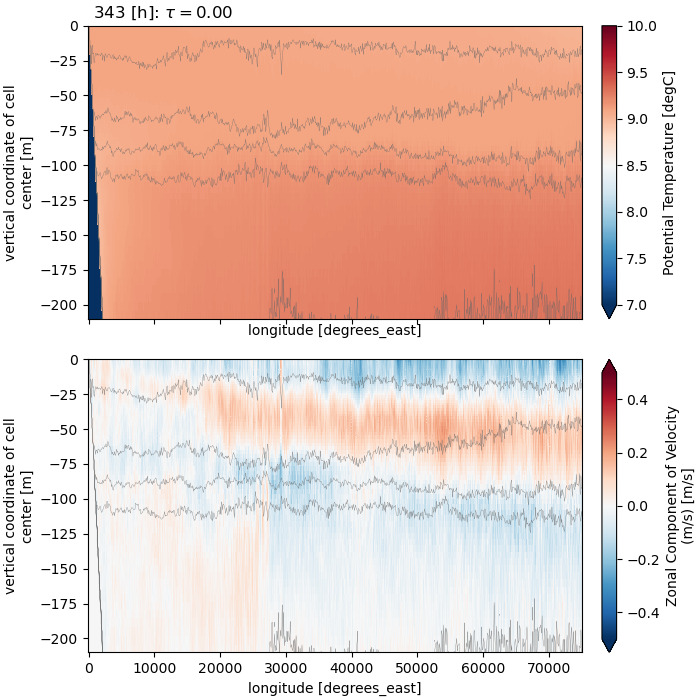 343 [h]: τ = 0.00
0
−25
−50
−75
−100
−125
−150
−175
−200
vertical coordinate of cell
center [m]
longitude [degrees_east]
10.0
9.5
9.0
8.5
8.0
7.5
7.0
Potential Temperature [degC]
0
−25
−50
−75
−100
−125
−150
−175
−200
vertical coordinate of cell
center [m]
0 10000 20000 30000 40000 50000 60000 70000
longitude [degrees_east]
0.4
0.2
0.0
−0.2
−0.4
Zonal Component of Velocity
(m/s) [m/s]